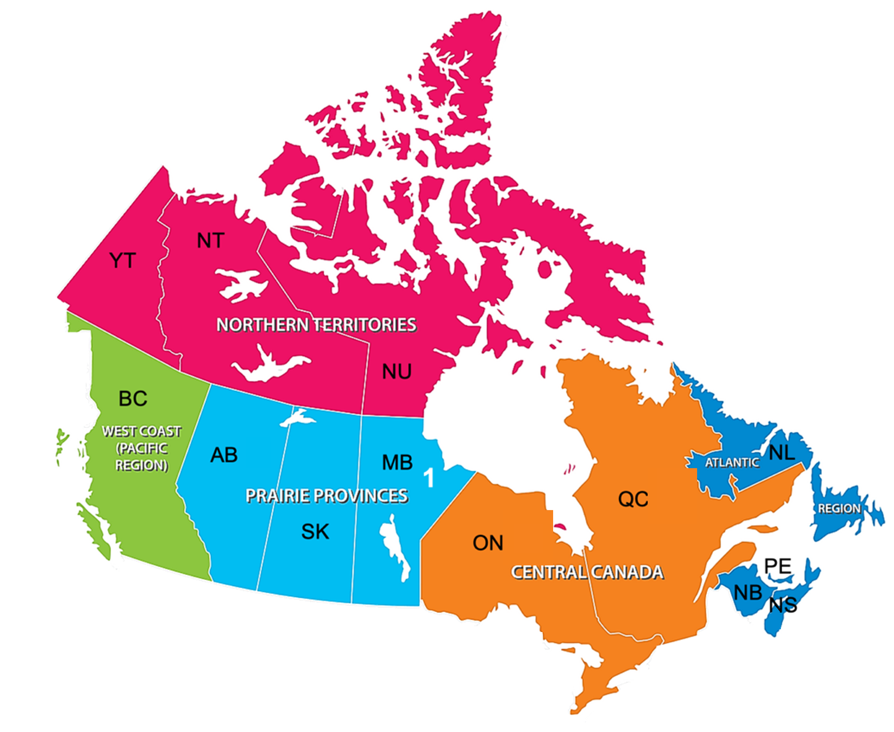 NT
YT
NORTHERN TERRITORIES
NU
BC
WEST COAST
(PACIFIC
REGION)
AB
MB
1
PRAIRIE PROVINCES
SK
ON
QC
CENTRAL CANADA
NL
ATLANTIC
REGION
PE
NB
NS